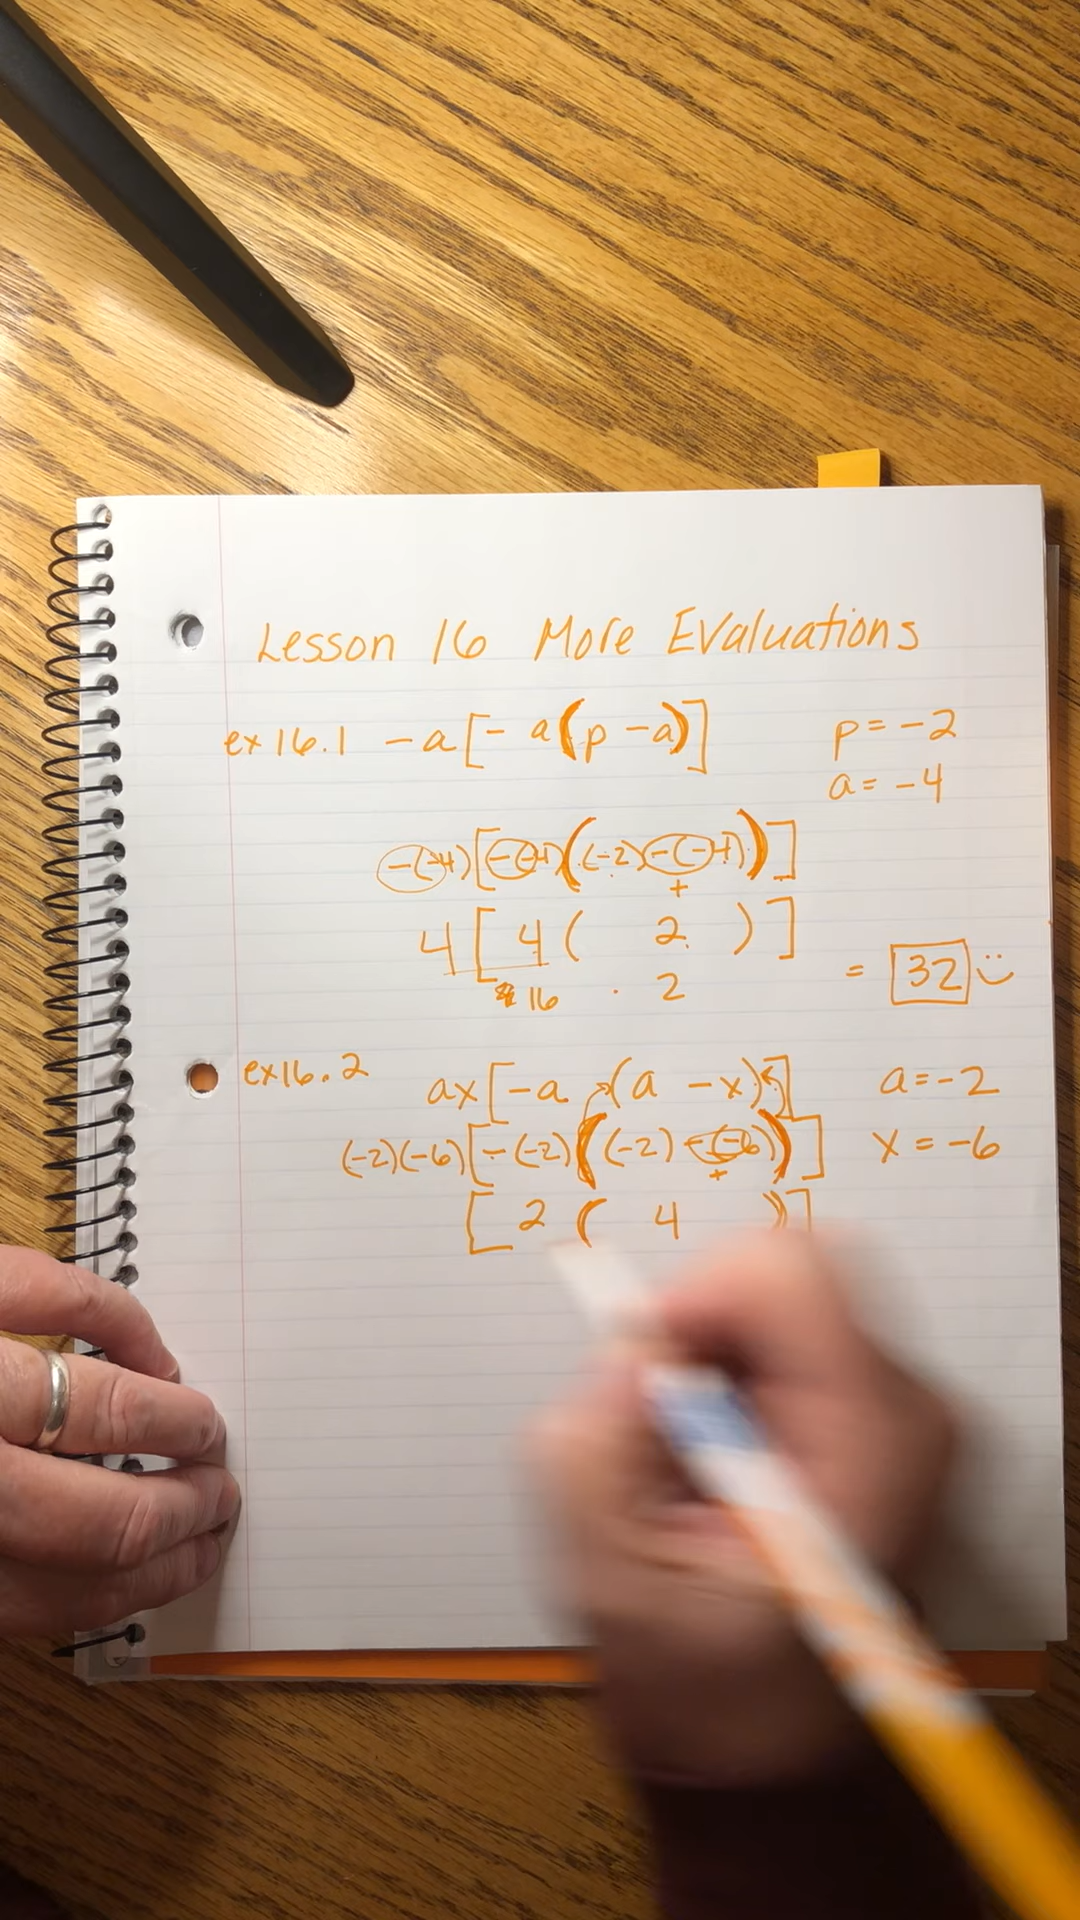 Lesson 16 More Evaluations
ex 16.1 -a[-a(p-a)] p=-2
a=-4
-(-4)[-(-4)((-2)-(-4))]
+
4[4( 2 )]
= 32
16 · 2
ex16.2 ax[-a(a-x)] a=-2
(-2)(-6)[-(-2)((-2)-(-6))] x=-6
+
[2( 4 )]